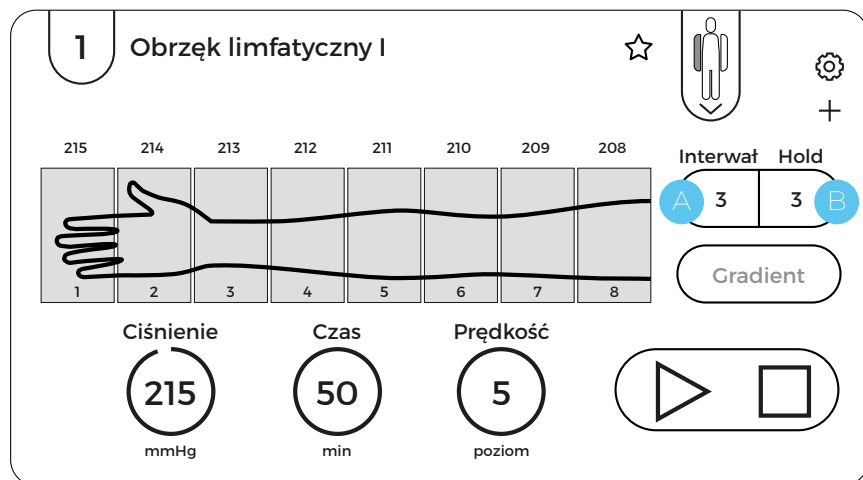 1 Obrzęk limfatyczny I
215 214 213 212 211 210 209 208
Interwał Hold
A 3 3 B
Gradient
1 2 3 4 5 6 7 8
Ciśnienie Czas Prędkość
215 50 5
mmHg min poziom